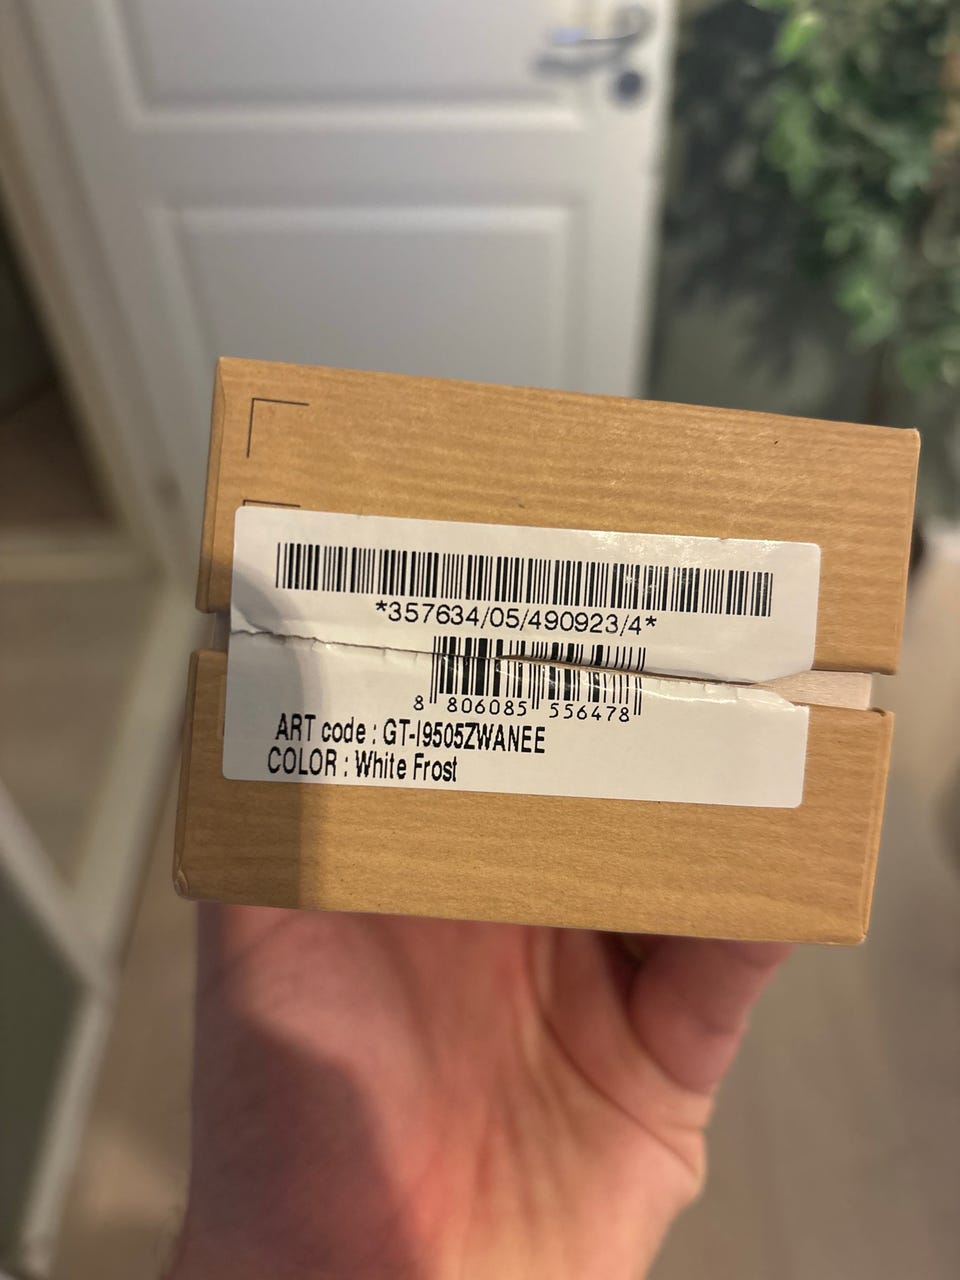 *357634/05/490923/4*
8 806085 556478
ART code : GT-I9505ZWANEE
COLOR : White Frost